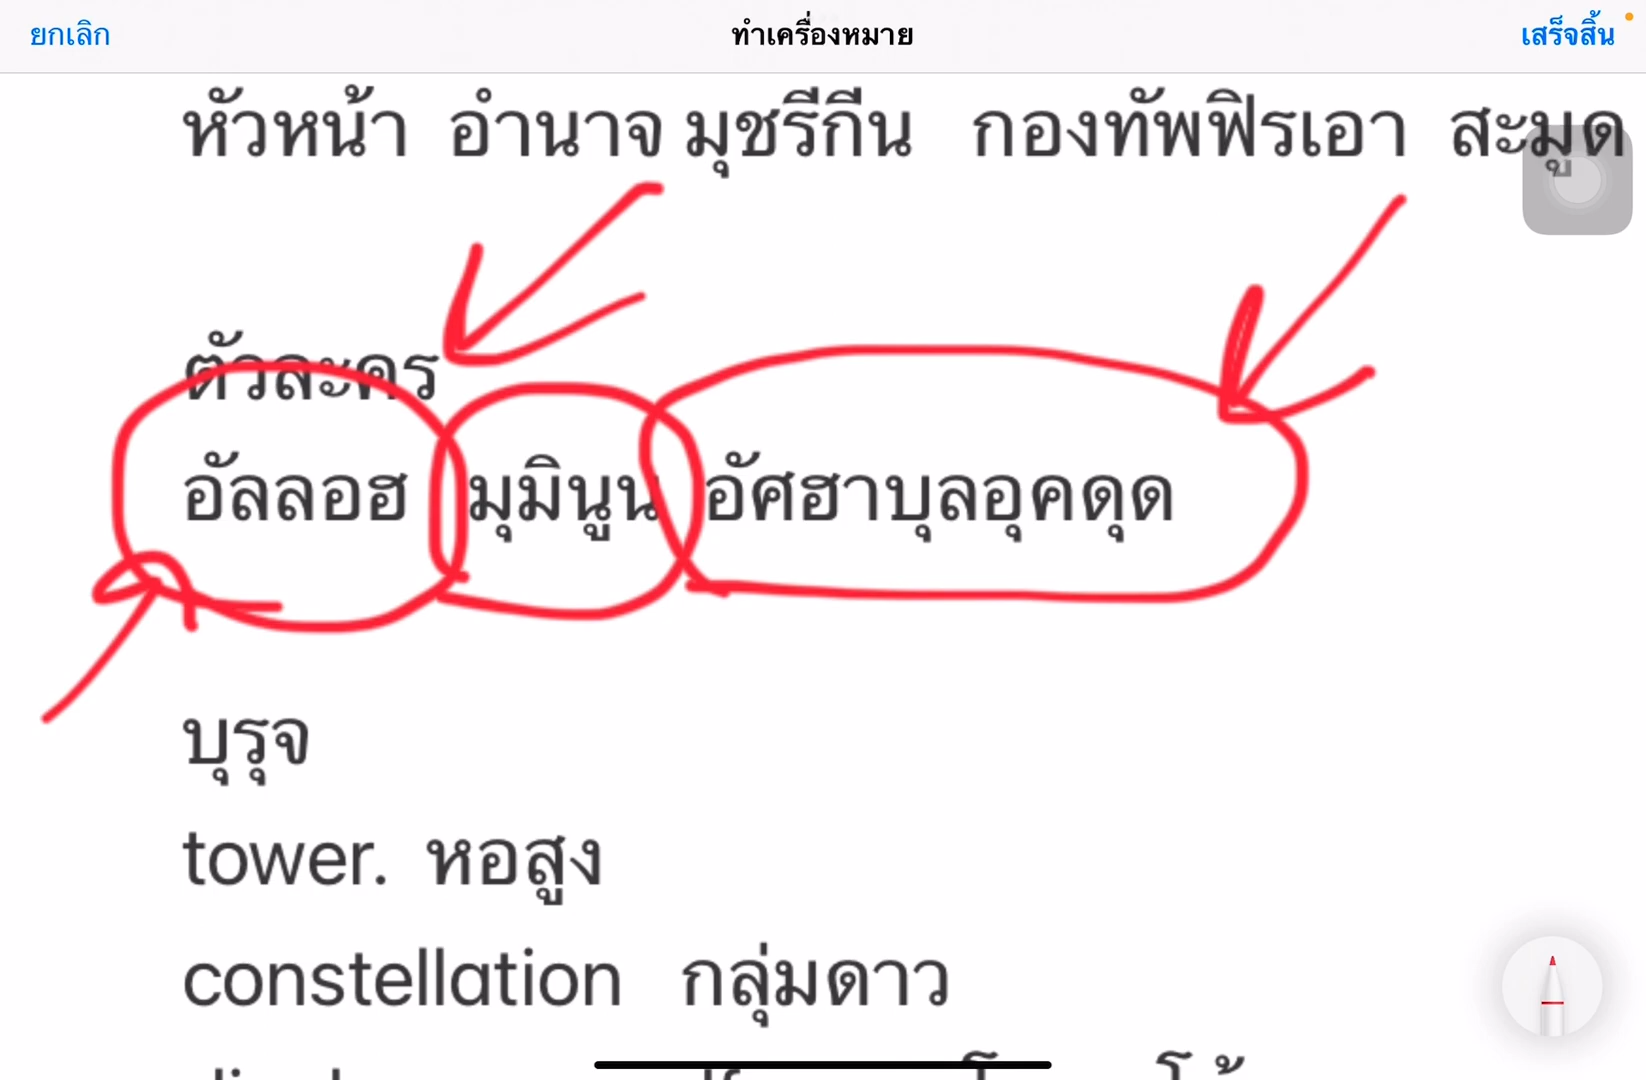 ยกเลิก ทำเครื่องหมาย เสร็จสิ้น
หัวหน้า อำนาจ มุชรีกีน กองทัพฟิรเอา สะมูด
ตัวละคร
อัลลอฮ มุมินูน อัศฮาบุลอุคดุด
บุรุจ
tower. หอสูง
constellation กลุ่มดาว